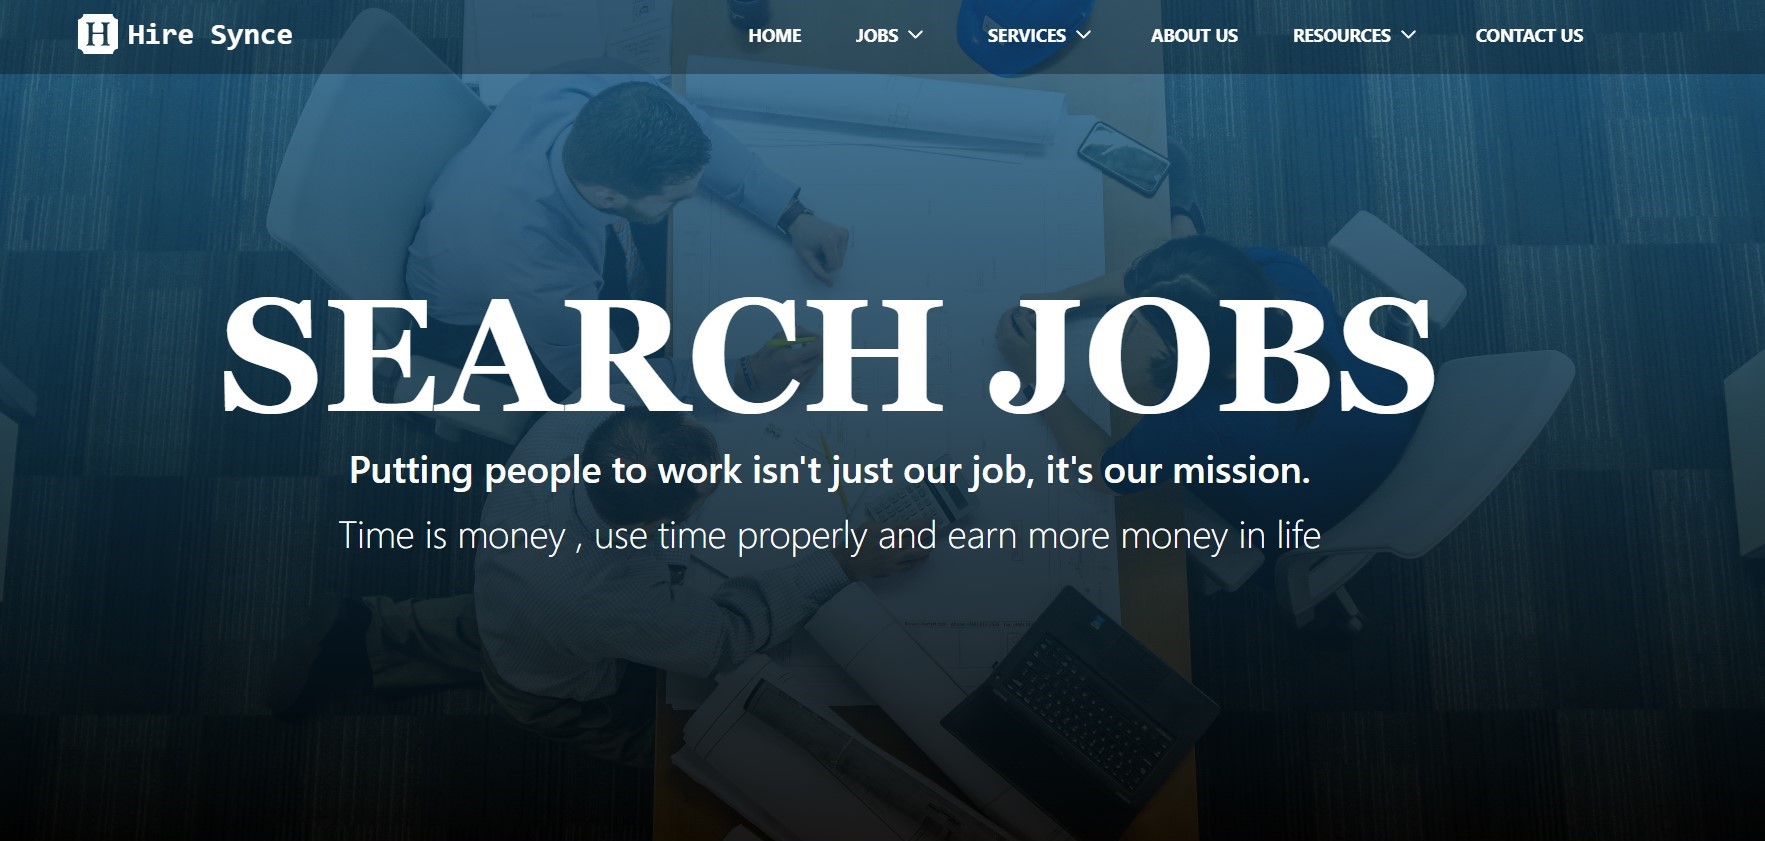 H Hire Synce
HOME JOBS SERVICES ABOUT US RESOURCES CONTACT US
SEARCH JOBS
Putting people to work isn't just our job, it's our mission.
Time is money , use time properly and earn more money in life